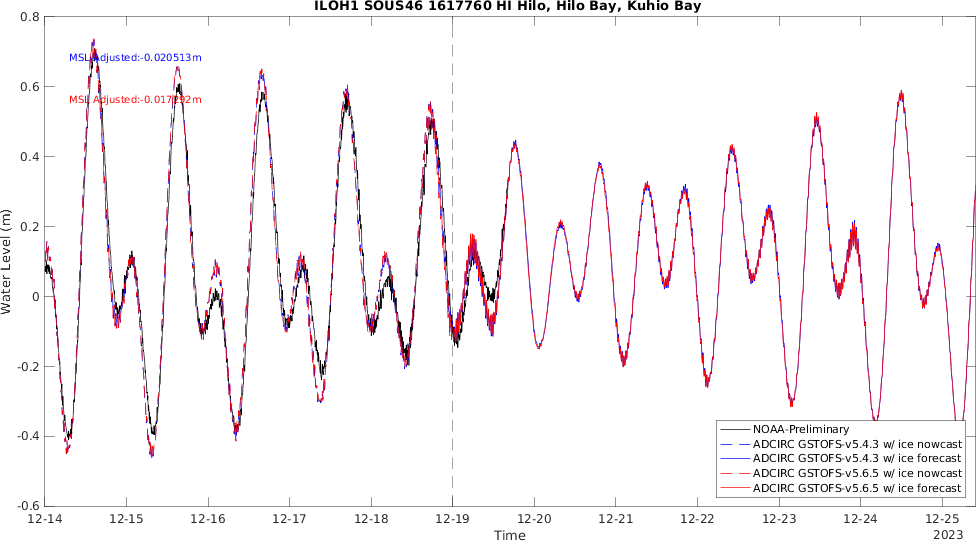 ILOH1 SOUS46 1617760 HI Hilo, Hilo Bay, Kuhio Bay
0.8
0.6
0.4
0.2
0
-0.2
-0.4
-0.6
Water Level (m)
MSL Adjusted:-0.020513m
MSL Adjusted:-0.017292m
NOAA-Preliminary
ADCIRC GSTOFS-v5.4.3 w/ ice nowcast
ADCIRC GSTOFS-v5.4.3 w/ ice forecast
ADCIRC GSTOFS-v5.6.5 w/ ice nowcast
ADCIRC GSTOFS-v5.6.5 w/ ice forecast
12-14 12-15 12-16 12-17 12-18 12-19 12-20 12-21 12-22 12-23 12-24 12-25
Time
2023